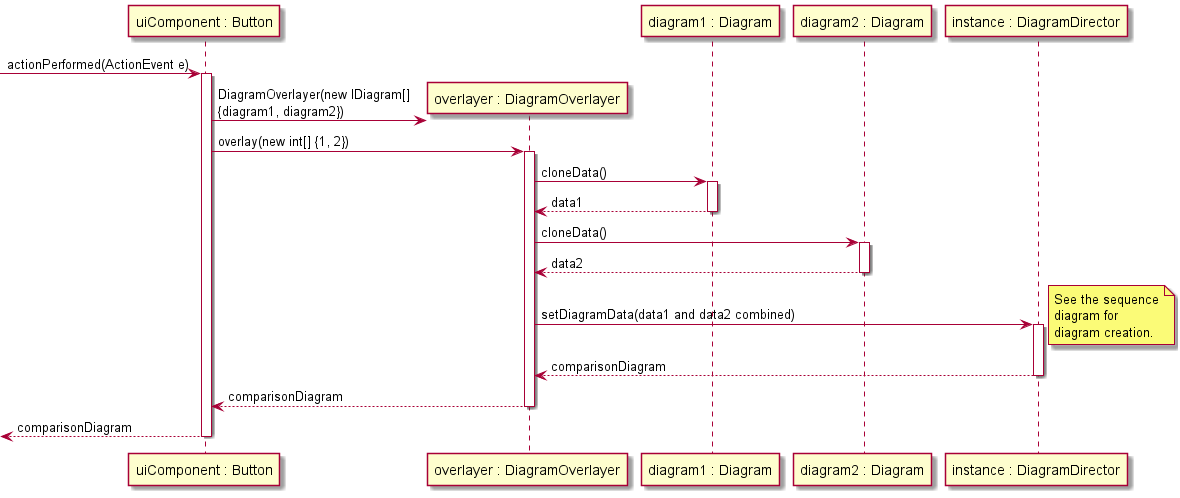 uiComponent : Button
diagram1 : Diagram
diagram2 : Diagram
instance : DiagramDirector
actionPerformed(ActionEvent e)
DiagramOverlayer(new IDiagram[]
{diagram1, diagram2})
overlayer : DiagramOverlayer
overlay(new int[] {1, 2})
cloneData()
data1
cloneData()
data2
See the sequence
diagram for
diagram creation.
setDiagramData(data1 and data2 combined)
comparisonDiagram
comparisonDiagram
comparisonDiagram
uiComponent : Button
overlayer : DiagramOverlayer
diagram1 : Diagram
diagram2 : Diagram
instance : DiagramDirector